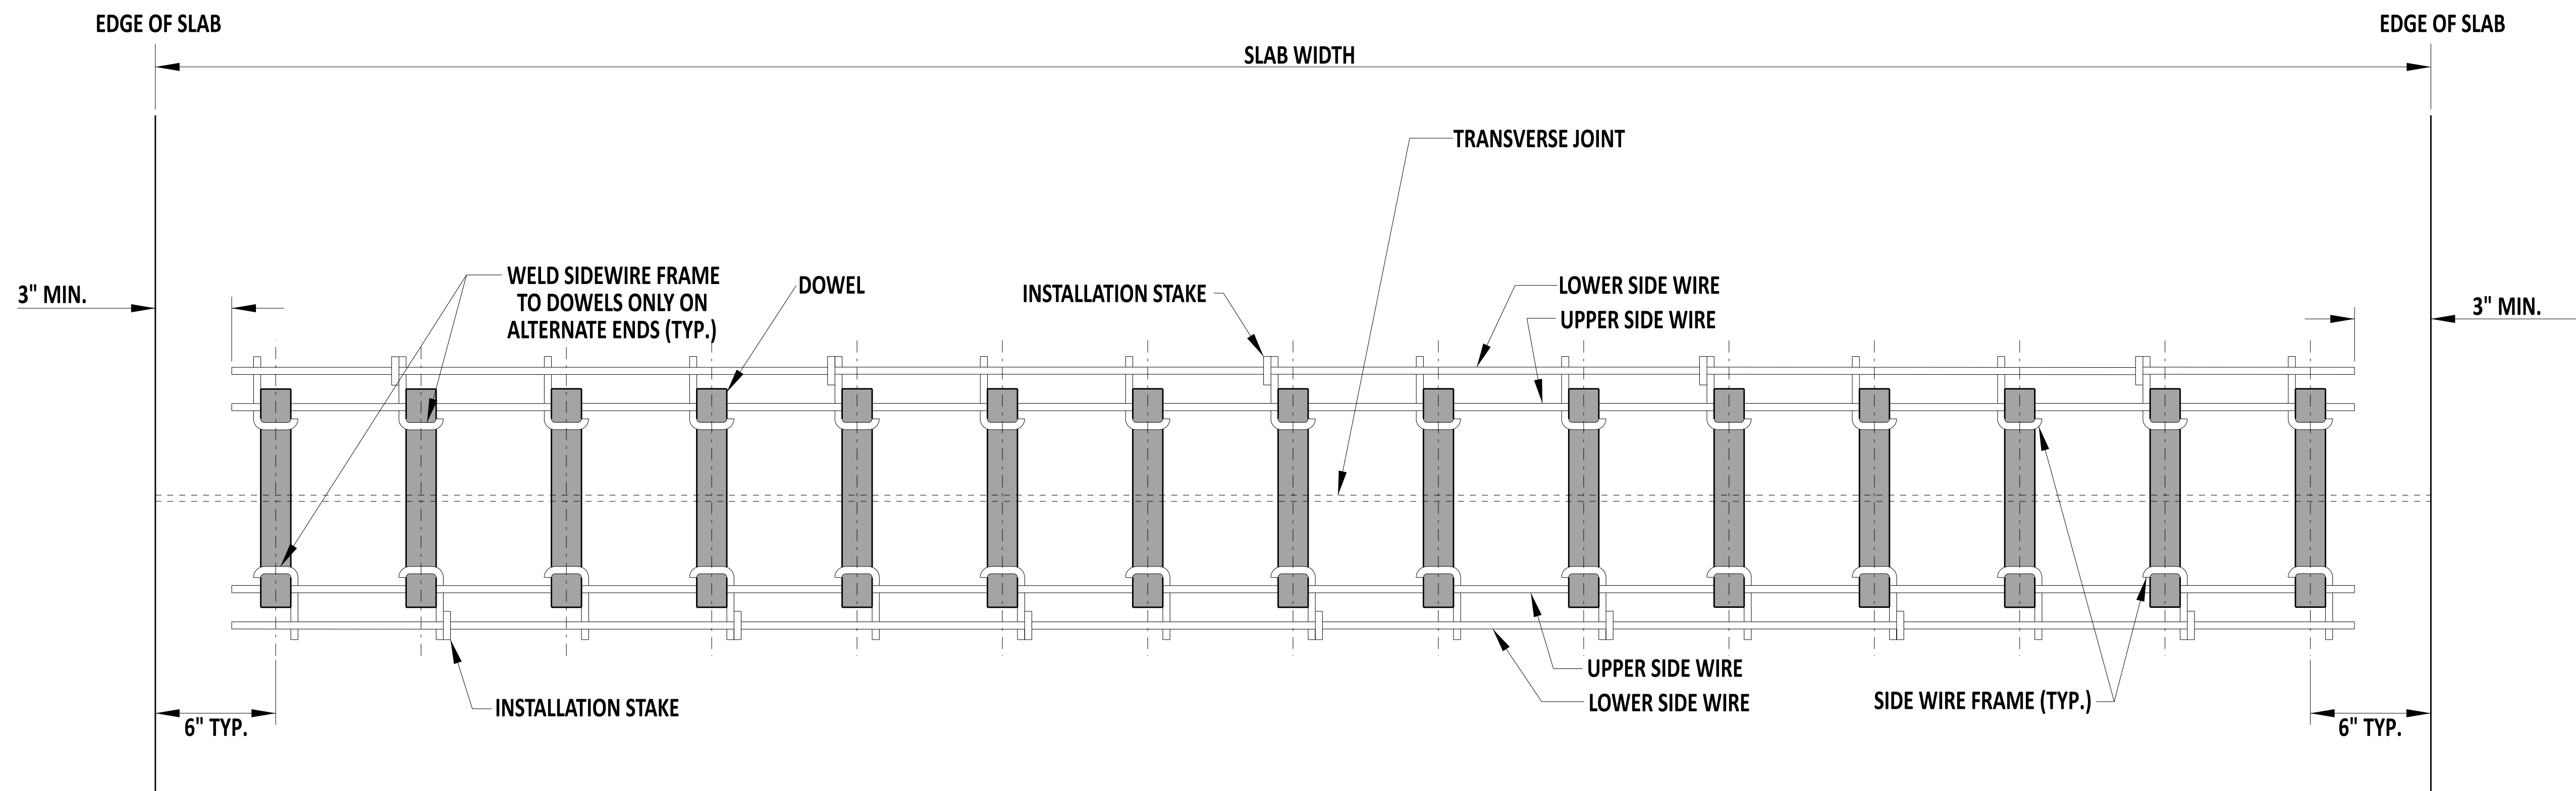 EDGE OF SLAB
EDGE OF SLAB
SLAB WIDTH
TRANSVERSE JOINT
3" MIN.
WELD SIDEWIRE FRAME
TO DOWELS ONLY ON
ALTERNATE ENDS (TYP.)
DOWEL
INSTALLATION STAKE
LOWER SIDE WIRE
UPPER SIDE WIRE
3" MIN.
UPPER SIDE WIRE
LOWER SIDE WIRE
INSTALLATION STAKE
SIDE WIRE FRAME (TYP.)
6" TYP.
6" TYP.